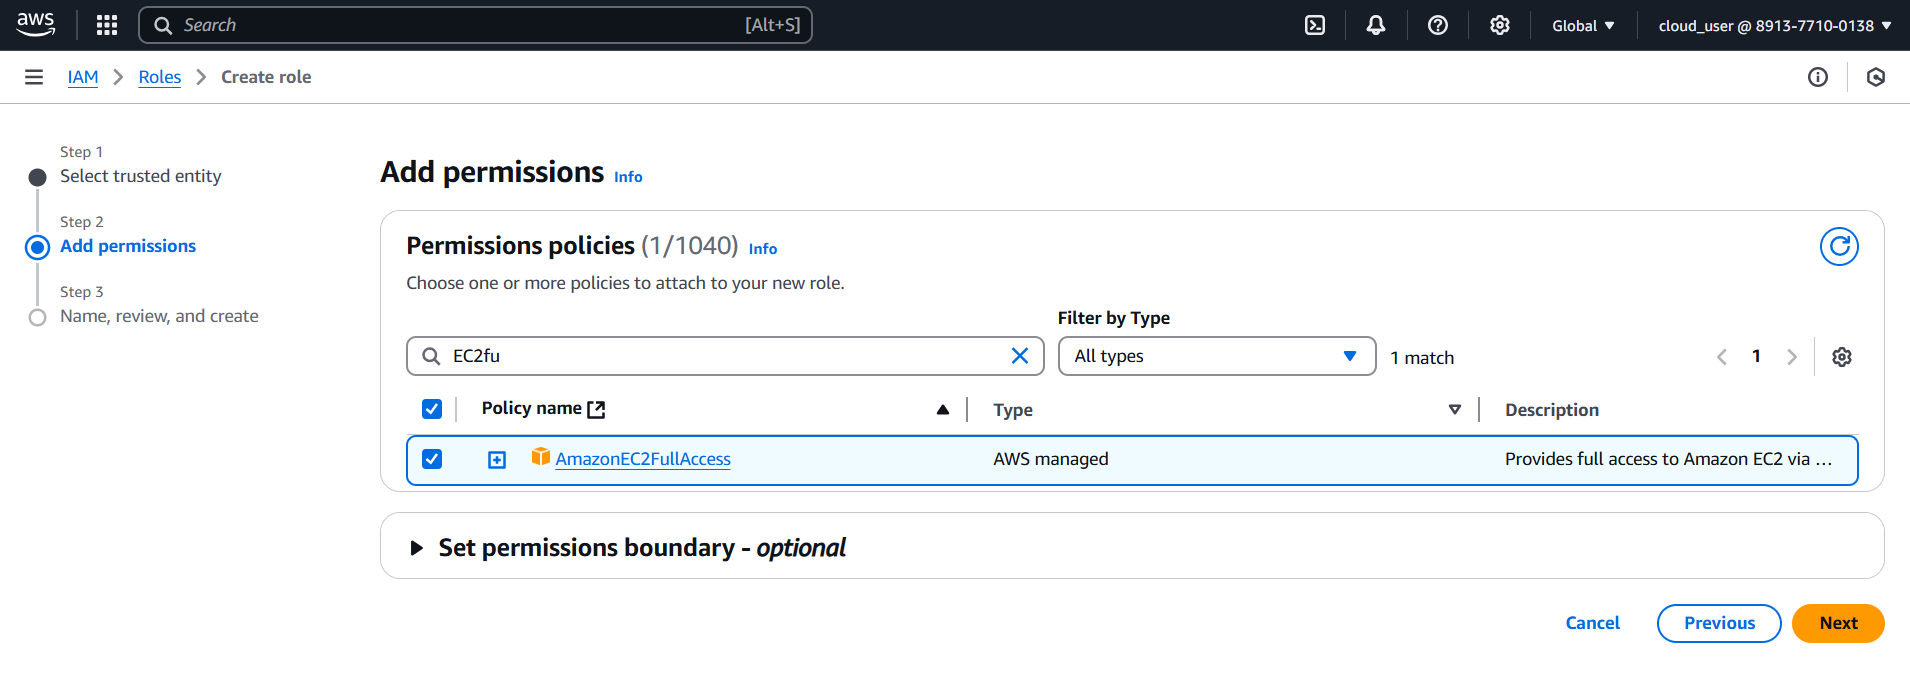 aws Search [Alt+S] Global cloud_user @ 8913-7710-0138
IAM Roles Create role
Step 1
Select trusted entity
Step 2
Add permissions
Step 3
Name, review, and create
Add permissions Info
Permissions policies (1/1040) Info
Choose one or more policies to attach to your new role.
Filter by Type
EC2fu All types 1 match 1
Policy name Type Description
AmazonEC2FullAccess AWS managed Provides full access to Amazon EC2 via ...
Set permissions boundary - optional
Cancel Previous Next